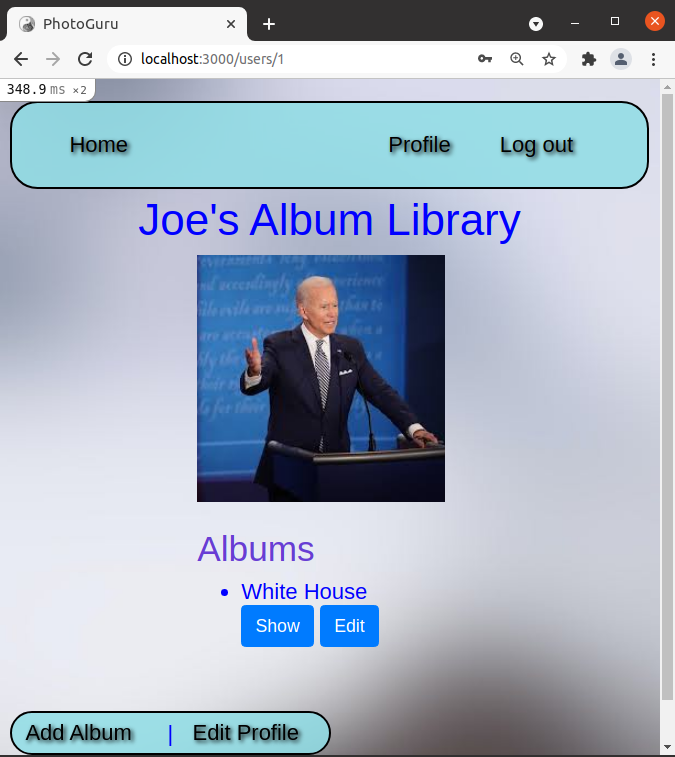 PhotoGuru
localhost:3000/users/1
348.9 ms ×2
Home Profile Log out
Joe's Album Library
Albums
White House
Show Edit
Add Album | Edit Profile